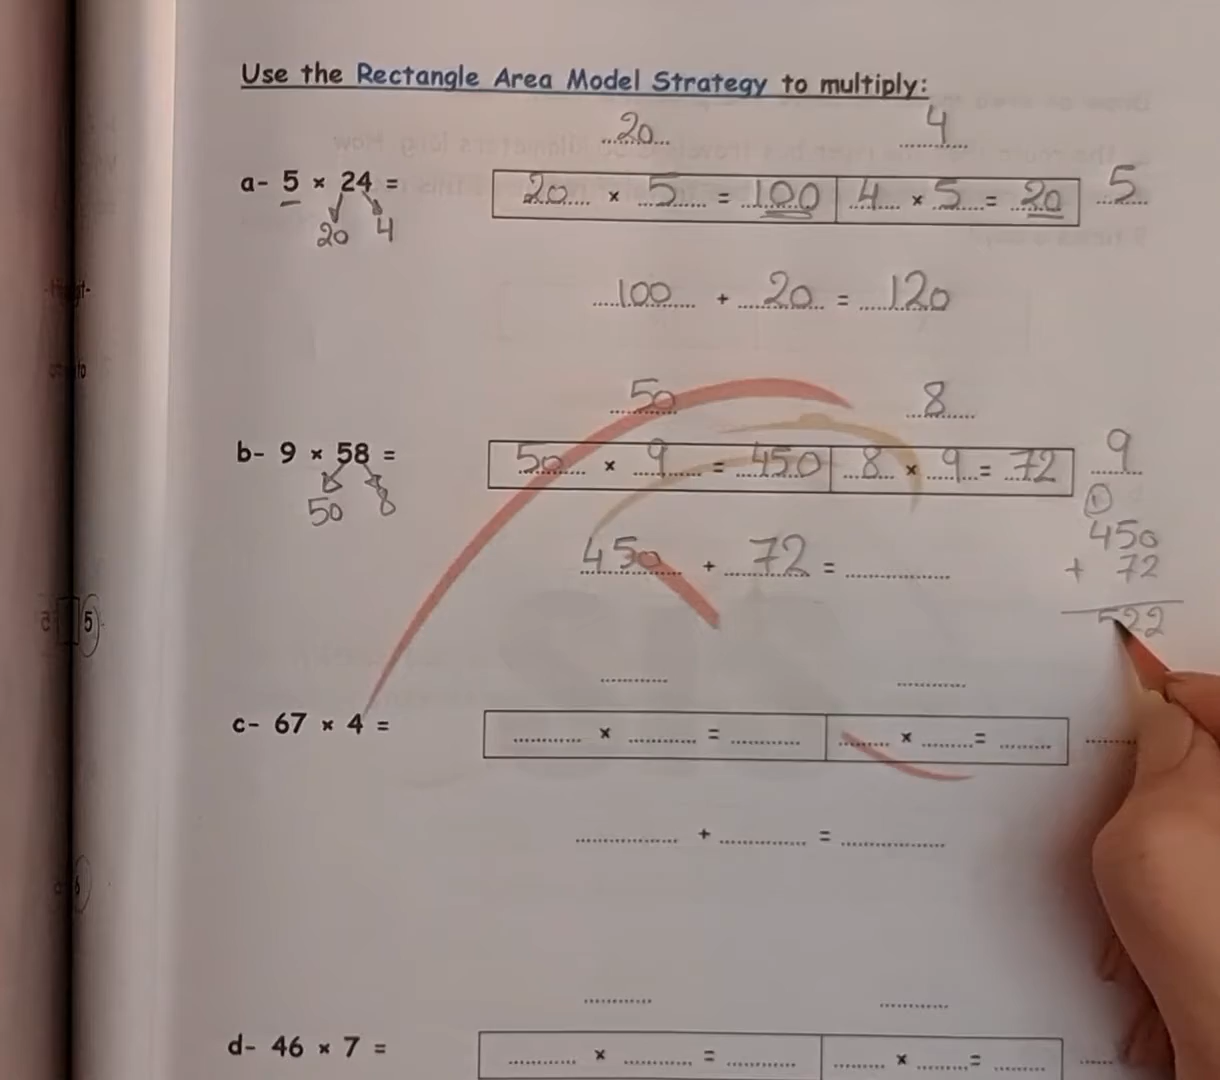 Use the Rectangle Area Model Strategy to multiply:
20 4
a- 5 × 24 = 20 × 5 = 100 4 × 5 = 20 5
20 4
100 + 20 = 120
50 8
b- 9 × 58 = 50 × 9 = 450 8 × 9 = 72 9
50 8
1
450
+ 72
522
450 + 72 =
c- 67 × 4 = × = × =
+ =
d- 46 × 7 = × = × =
5